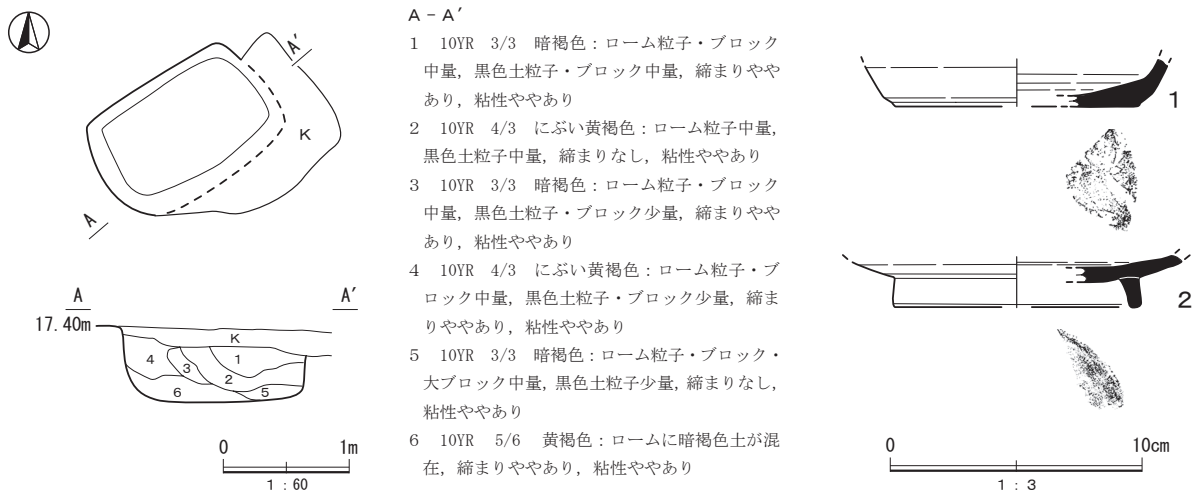 A
A′
K
A
A′
17.40m
K
1
2
3
4
5
6
0
1m
1 : 60
A - A′
1 10YR 3/3 暗褐色：ローム粒子・ブロック
中量，黒色土粒子・ブロック中量，締まりやや
あり，粘性ややあり
2 10YR 4/3 にぶい黄褐色：ローム粒子中量，
黒色土粒子中量，締まりなし，粘性ややあり
3 10YR 3/3 暗褐色：ローム粒子・ブロック
中量，黒色土粒子・ブロック少量，締まりやや
あり，粘性ややあり
4 10YR 4/3 にぶい黄褐色：ローム粒子・ブ
ロック中量，黒色土粒子・ブロック少量，締ま
りややあり，粘性ややあり
5 10YR 3/3 暗褐色：ローム粒子・ブロック・
大ブロック中量，黒色土粒子少量，締まりなし，
粘性ややあり
6 10YR 5/6 黄褐色：ロームに暗褐色土が混
在，締まりややあり，粘性ややあり
1
2
0
10cm
1 : 3